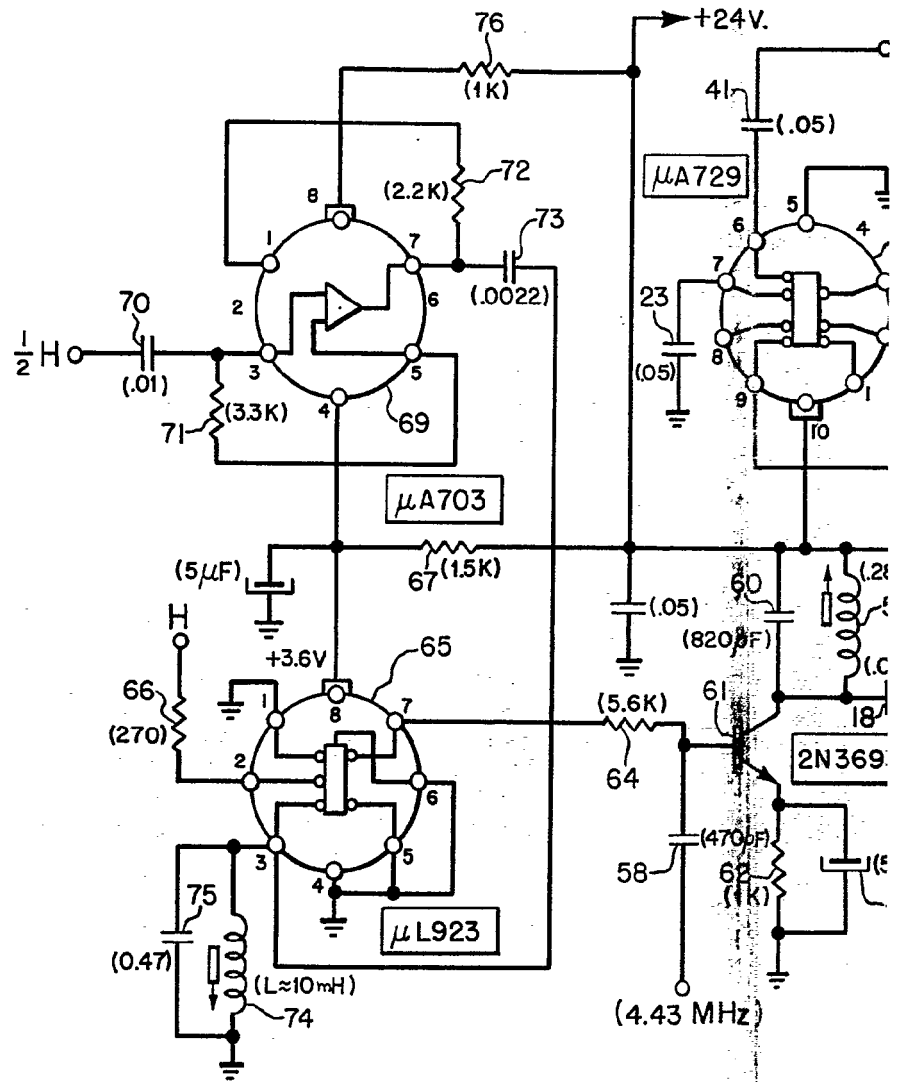 76
+24V.
(1K)
41
(.05)
μA729
72
(2.2K)
73
8
1
7
2
6
(.0022)
5
4
6
7
23
(.05)
8
9
1
10
70
1/2 H
(.01)
3
5
4
69
(3.3K)
71
μA703
(5μF)
67
(1.5K)
(.05)
60
(820pF)
H
+3.6V
65
66
(270)
1
8
7
2
6
3
5
4
(5.6K)
64
61
18
2N369
58
(470pF)
62
(1K)
75
(0.47)
μL923
(L≈10mH)
74
(4.43 MHz)